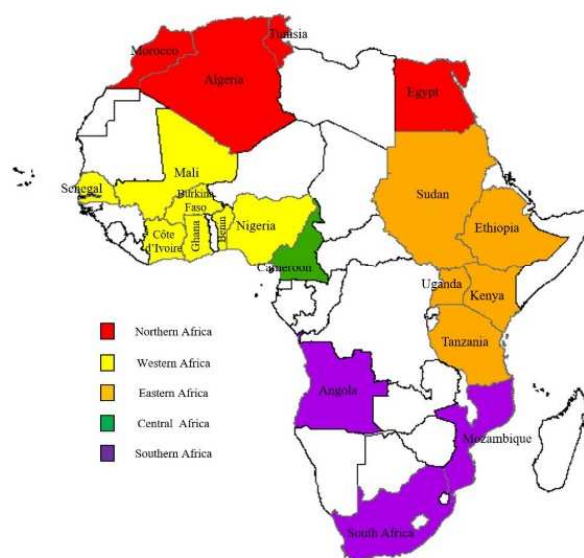 Morocco
Tunisia
Algeria
Egypt
Mali
Senegal
Burkina
Faso
Sudan
Nigeria
Ghana
Benin
Côte
d'Ivoire
Ethiopia
Cameroon
Uganda
Kenya
Tanzania
Northern Africa
Western Africa
Eastern Africa
Central Africa
Southern Africa
Angola
Mozambique
South Africa